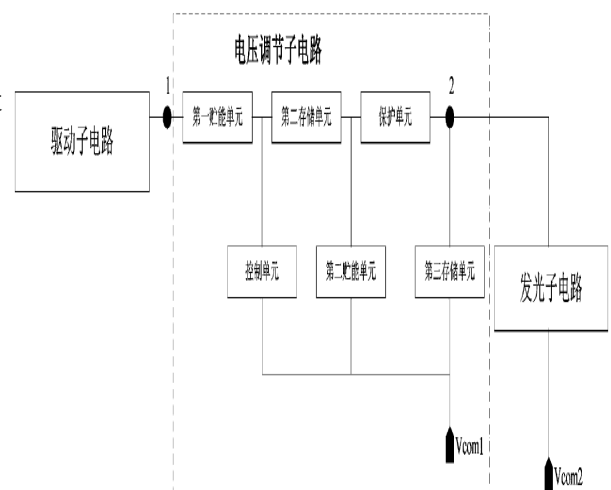 电压调节子电路
1
2
驱动子电路
第一贮能单元
第二存储单元
保护单元
控制单元
第二贮能单元
第三存储单元
发光子电路
Vcom1
Vcom2